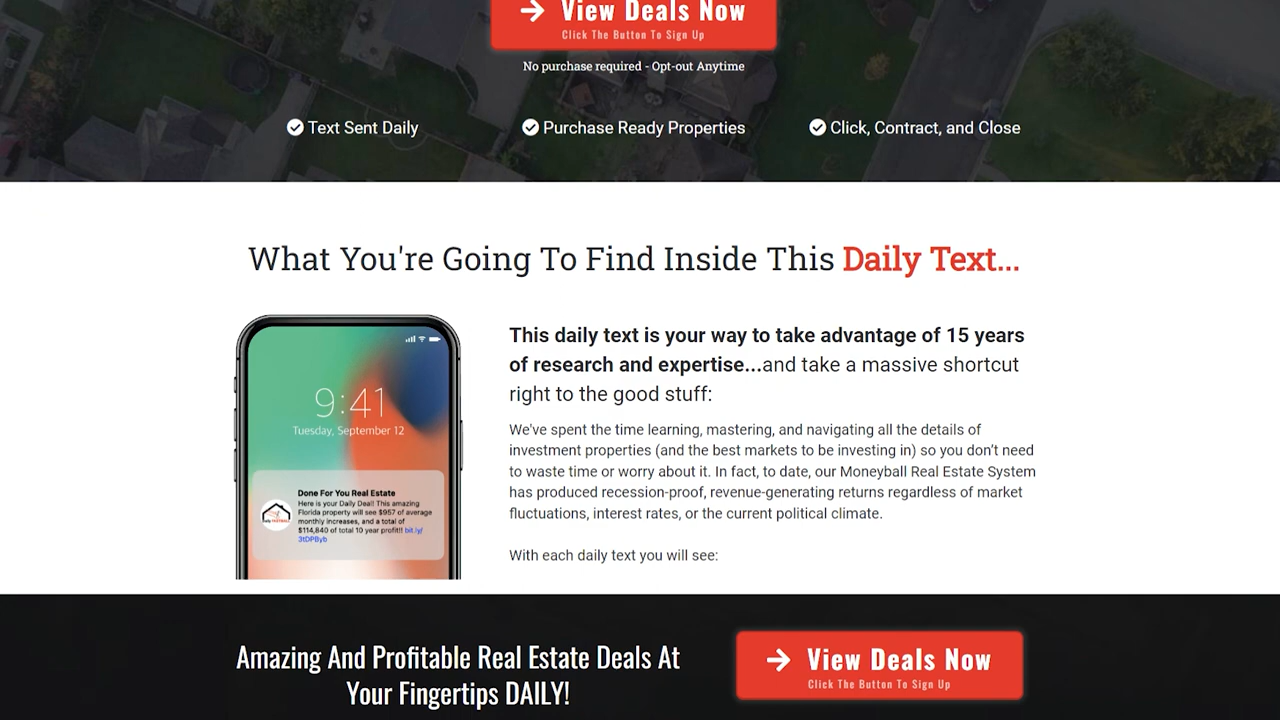 View Deals Now
Click The Button To Sign Up
No purchase required - Opt-out Anytime
Text Sent Daily
Purchase Ready Properties
Click, Contract, and Close
What You're Going To Find Inside This Daily Text...
9:41
Tuesday, September 12
Done For You Real Estate
Here is your Daily Deal! This amazing
Florida property will see $957 of average
monthly increases, and a total of
$114,840 of total 10 year profit!! bit.ly/
3tDPByb
This daily text is your way to take advantage of 15 years
of research and expertise...and take a massive shortcut
right to the good stuff:
We've spent the time learning, mastering, and navigating all the details of
investment properties (and the best markets to be investing in) so you don’t need
to waste time or worry about it. In fact, to date, our Moneyball Real Estate System
has produced recession-proof, revenue-generating returns regardless of market
fluctuations, interest rates, or the current political climate.
With each daily text you will see:
Amazing And Profitable Real Estate Deals At
Your Fingertips DAILY!
View Deals Now
Click The Button To Sign Up